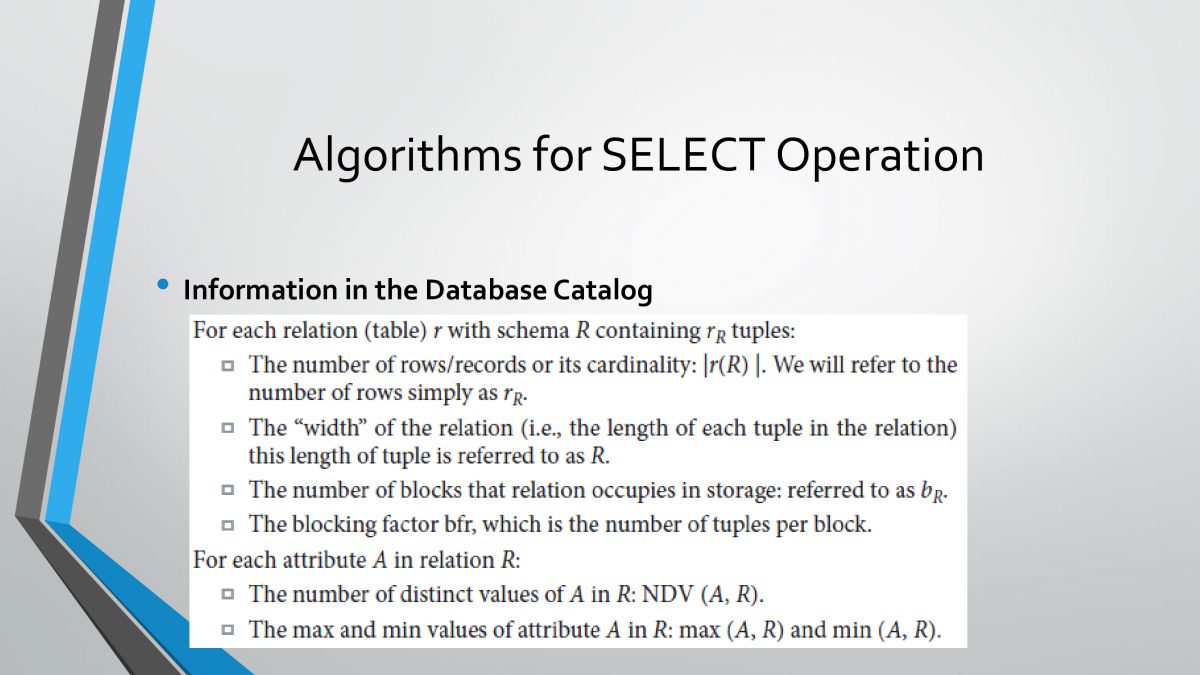 Algorithms for SELECT Operation
• Information in the Database Catalog
For each relation (table) r with schema R containing rR tuples:
The number of rows/records or its cardinality: |r(R) |. We will refer to the
number of rows simply as rR.
The “width” of the relation (i.e., the length of each tuple in the relation)
this length of tuple is referred to as R.
The number of blocks that relation occupies in storage: referred to as bR.
The blocking factor bfr, which is the number of tuples per block.
For each attribute A in relation R:
The number of distinct values of A in R: NDV (A, R).
The max and min values of attribute A in R: max (A, R) and min (A, R).